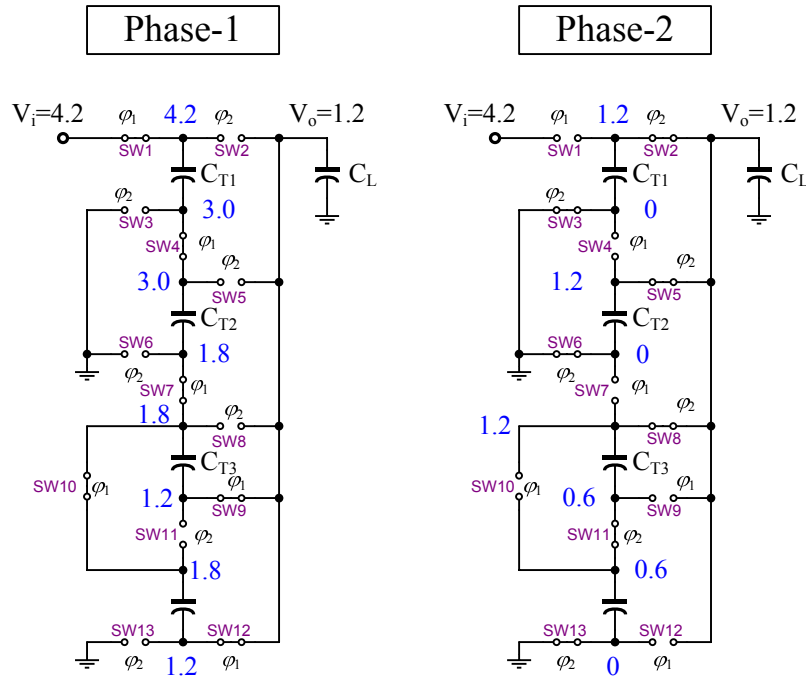 Phase-1
Vi=4.2 φ1 4.2 φ2 Vo=1.2
SW1 SW2
CT1 CL
φ2 3.0
SW3
SW4 φ1
3.0 φ2
SW5
CT2
SW6
φ2 1.8
SW7 φ1
1.8 φ2
SW8
CT3
SW10 φ1 1.2 φ1
SW9
SW11 φ2
1.8
SW13 SW12
φ2 1.2 φ1
Phase-2
Vi=4.2 φ1 1.2 φ2 Vo=1.2
SW1 SW2
CT1 CL
φ2 0
SW3
SW4 φ1
1.2 φ2
SW5
CT2
SW6
φ2 0
SW7 φ1
1.2 φ2
SW8
CT3
SW10 φ1 0.6 φ1
SW9
SW11 φ2
0.6
SW13 SW12
φ2 0 φ1